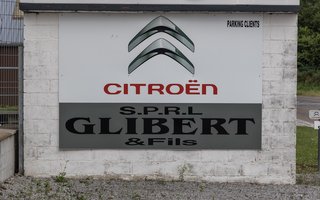 PARKING CLIENTS
CITROËN
S.P.R.L
GLIBERT
& Fils